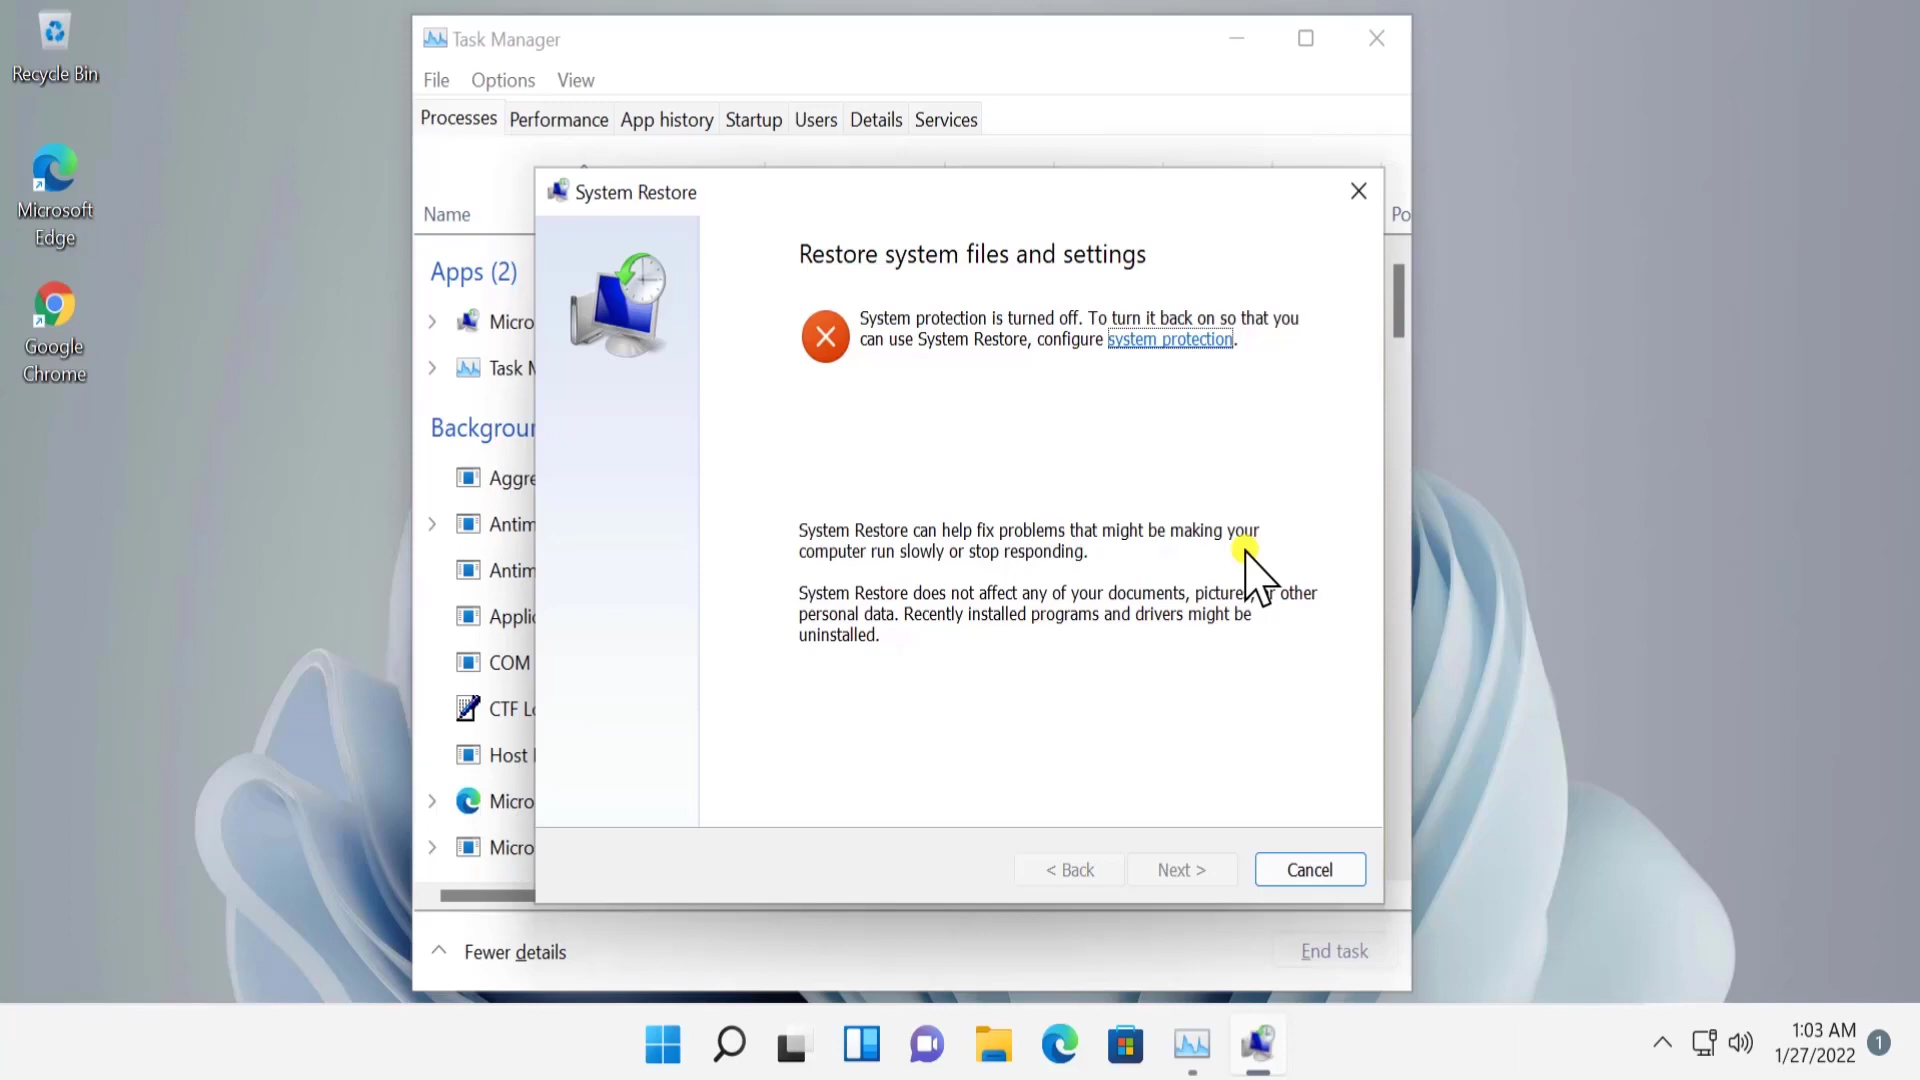 Recycle Bin
Microsoft
Edge
Google
Chrome
Task Manager
File Options View
Processes Performance App history Startup Users Details Services
Name
Po
Apps (2)
Micro
Task M
Backgroun
Aggre
Antim
Antim
Applic
COM
CTF Lo
Host
Micro
Micro
System Restore
Restore system files and settings
System protection is turned off. To turn it back on so that you
can use System Restore, configure system protection.
System Restore can help fix problems that might be making your
computer run slowly or stop responding.
System Restore does not affect any of your documents, pictures, or other
personal data. Recently installed programs and drivers might be
uninstalled.
< Back Next > Cancel
Fewer details End task
1:03 AM
1/27/2022
1